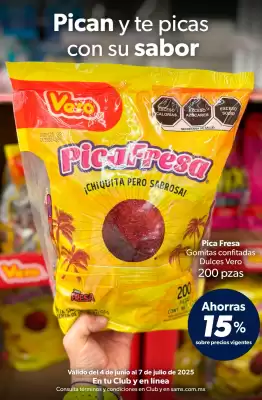 Pican y te picas
con su sabor
Vero
EXCESO CALORÍAS
EXCESO AZÚCARES
EXCESO
PicaFresa
¡CHIQUITA PERO SABROSA!
Pica Fresa
Gomitas confitadas
Dulces Vero
200 pzas
200
FRESA
Ahorras
15%
sobre precios vigentes
Válido del 4 de junio al 7 de julio de 2025
En tu Club y en línea
Consulta términos y condiciones en Club y en sams.com.mx